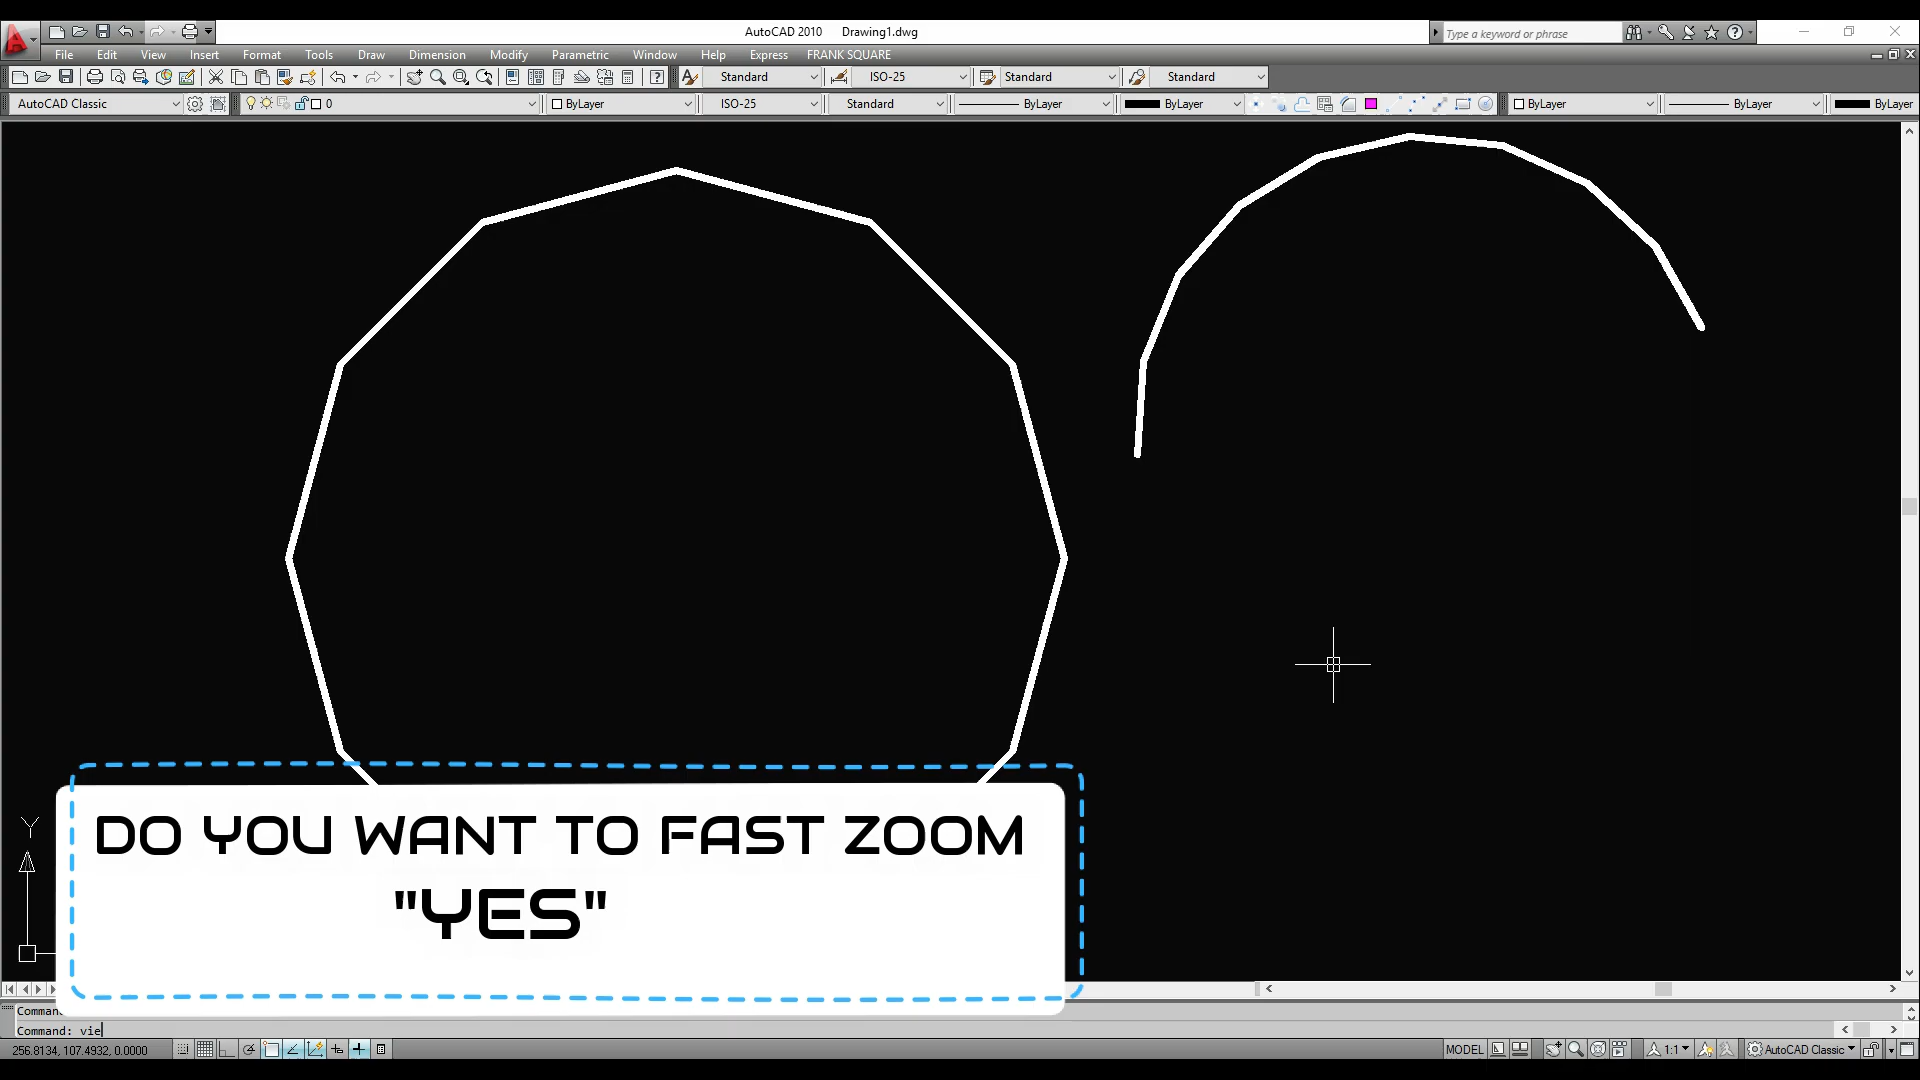 AutoCAD 2010 Drawing1.dwg
Type a keyword or phrase
File Edit View Insert Format Tools Draw Dimension Modify Parametric Window Help Express FRANK SQUARE
Standard ISO-25 Standard Standard
AutoCAD Classic 0 ByLayer ISO-25 Standard ByLayer ByLayer ByLayer ByLayer ByLayer
DO YOU WANT TO FAST ZOOM
"YES"
Y
Command: vie
256.8134, 107.4932, 0.0000 MODEL 1:1 AutoCAD Classic